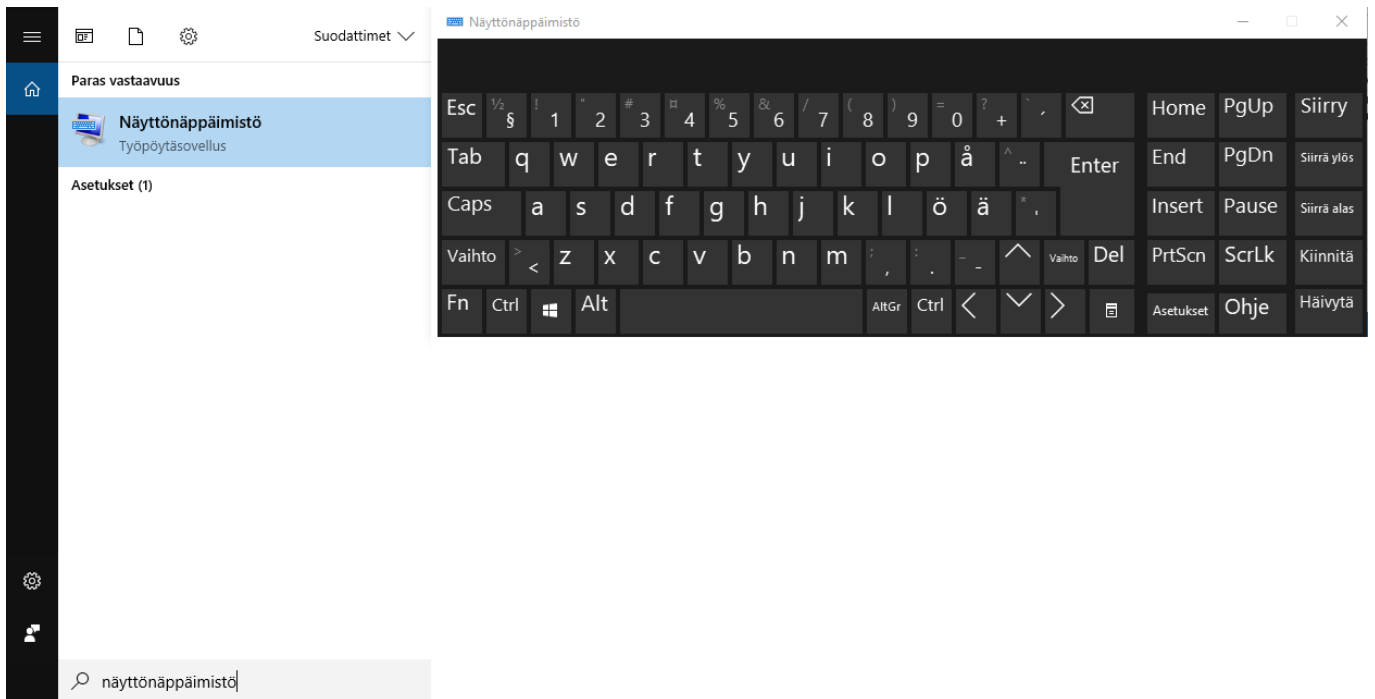 Suodattimet
Paras vastaavuus
Näyttönäppäimistö
Työpöytäsovellus
Asetukset (1)
näyttönäppäimistö
Näyttönäppäimistö
Esc ½ § ! 1 " 2 # 3 ¤ 4 % 5 & 6 / 7 ( 8 ) 9 = 0 ? + ` ´ Home PgUp Siirry
Tab q w e r t y u i o p å ^ ¨ Enter End PgDn Siirrä ylös
Caps a s d f g h j k l ö ä * ' Insert Pause Siirrä alas
Vaihto > < z x c v b n m ; , : . _ - Vaihto Del PrtScn ScrLk Kiinnitä
Fn Ctrl Alt AltGr Ctrl Asetukset Ohje Häivytä